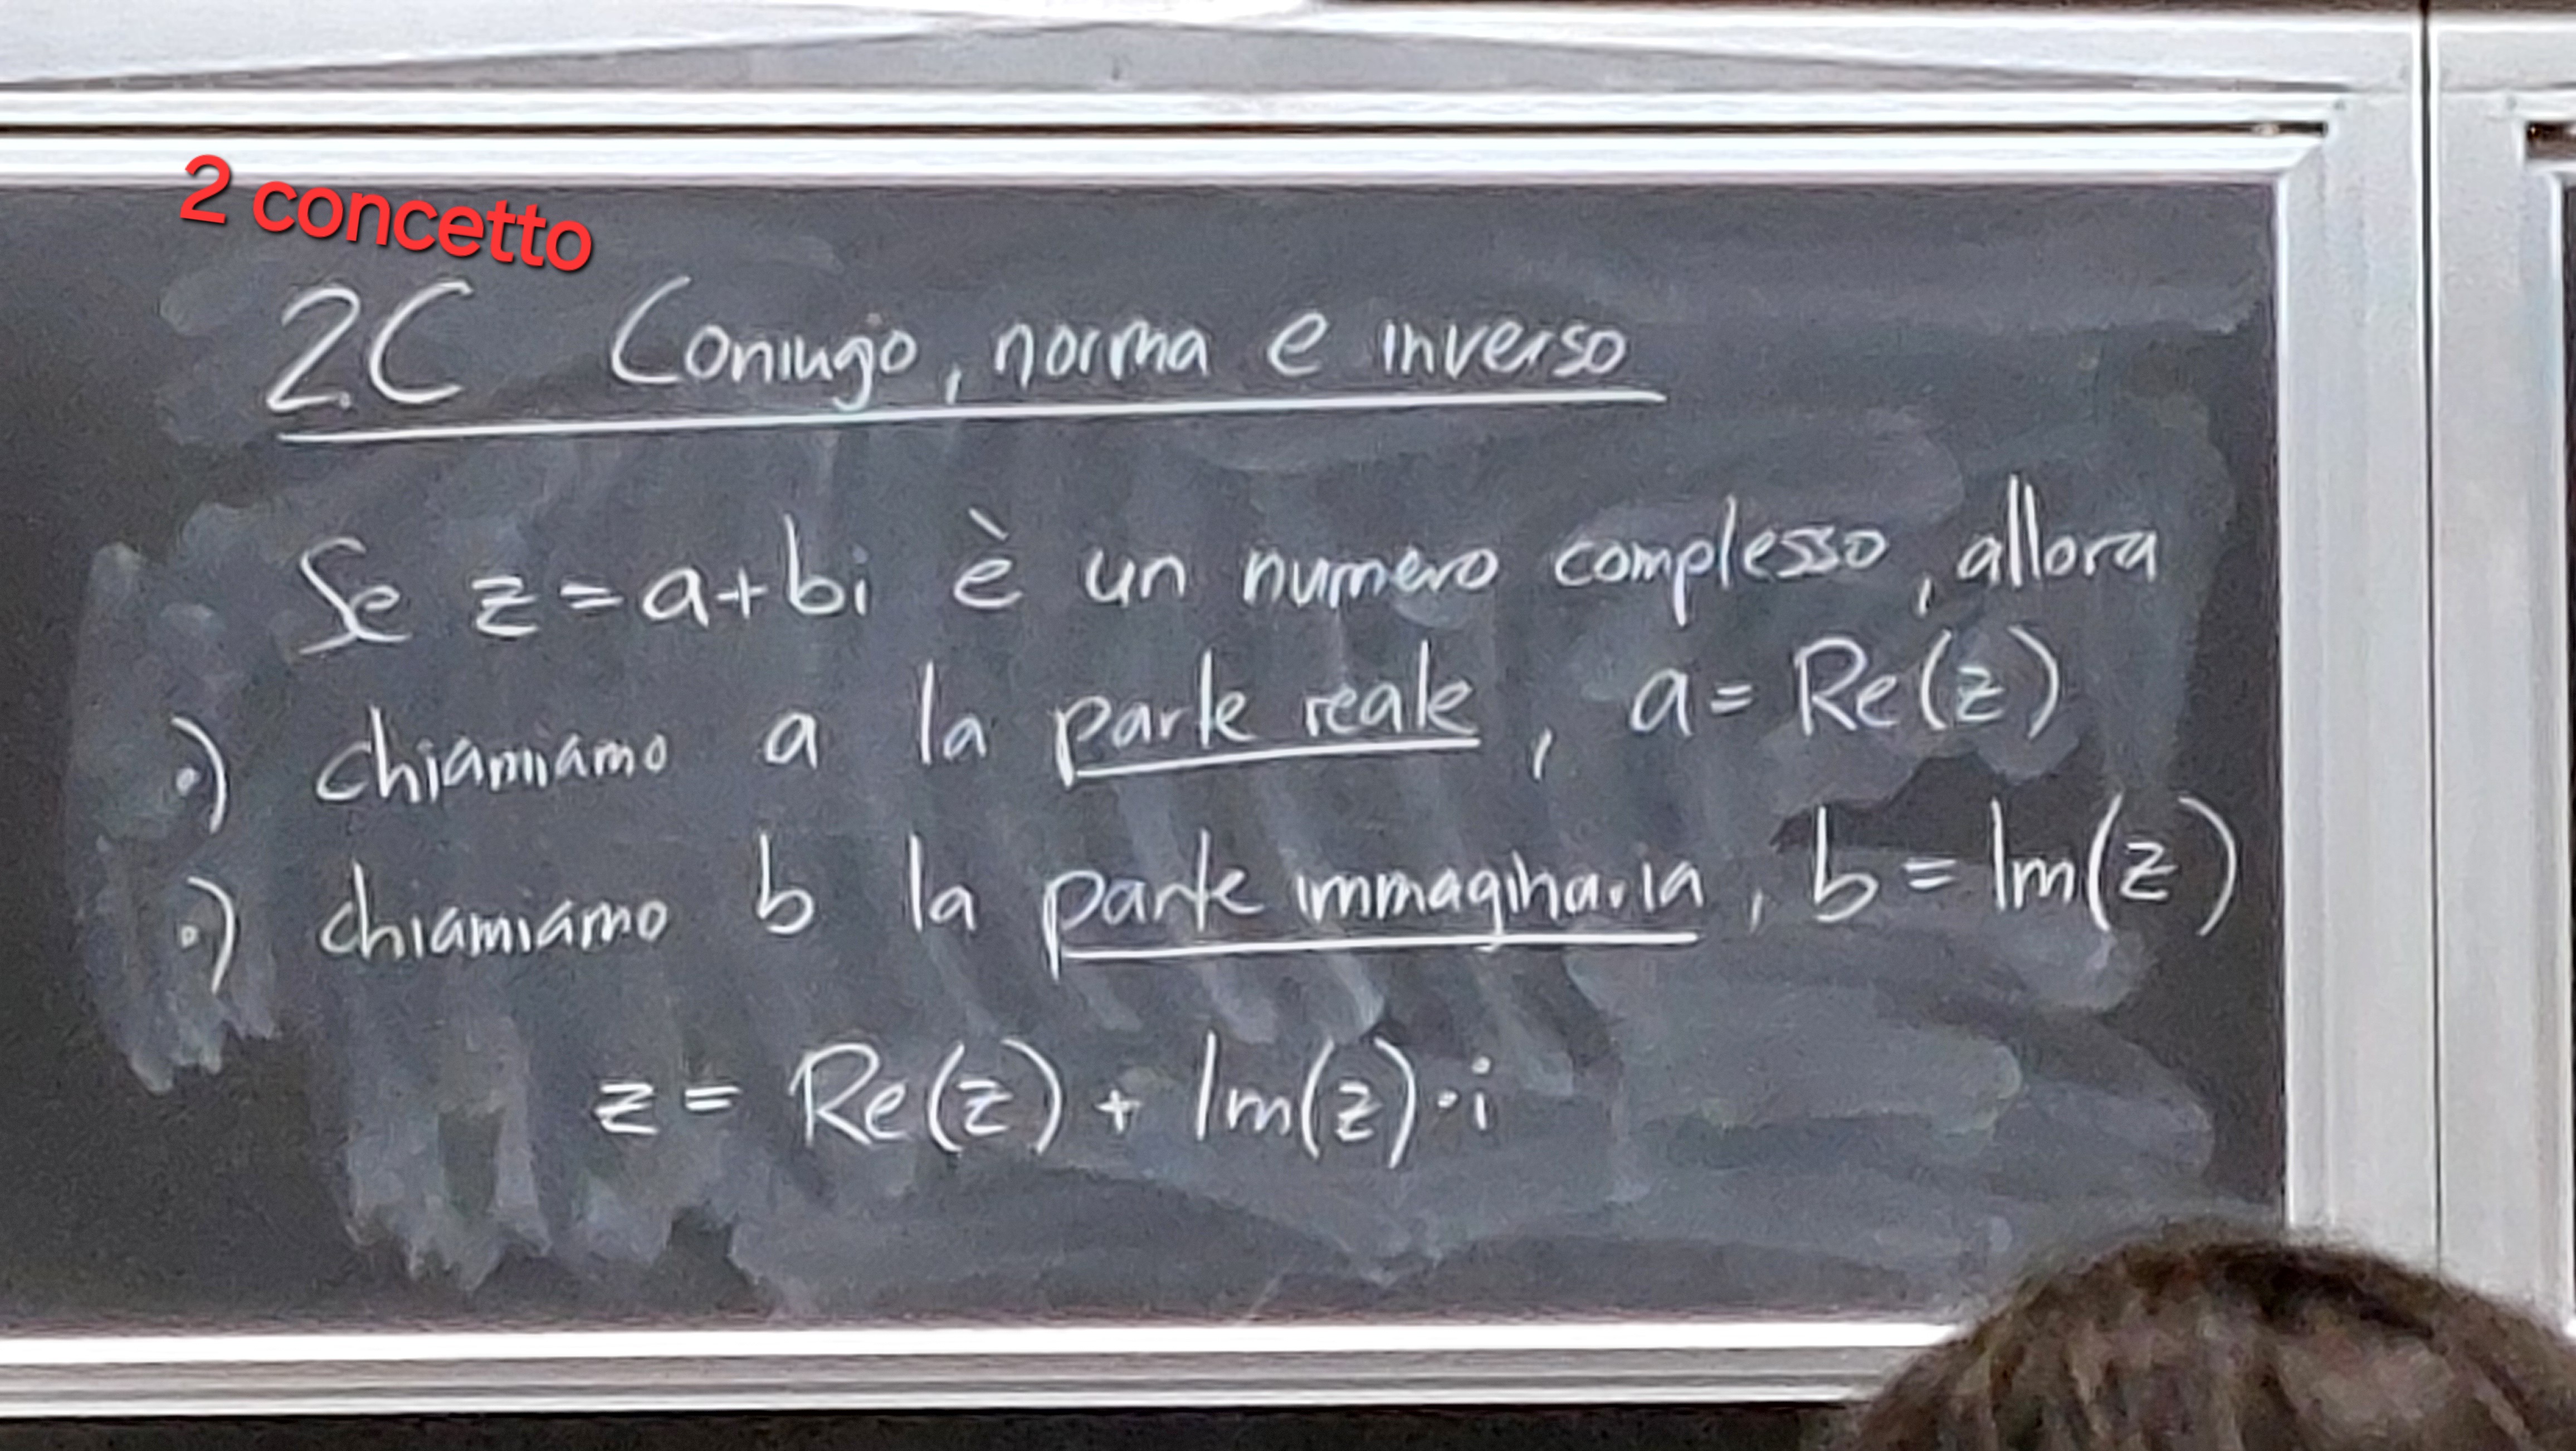 2 concetto
2C Coniugo, norma e inverso
Se z = a+bi è un numero complesso, allora
·) chiamiamo a la parte reale, a = Re(z)
·) chiamiamo b la parte immaginaria, b = Im(z)
z = Re(z) + Im(z)·i